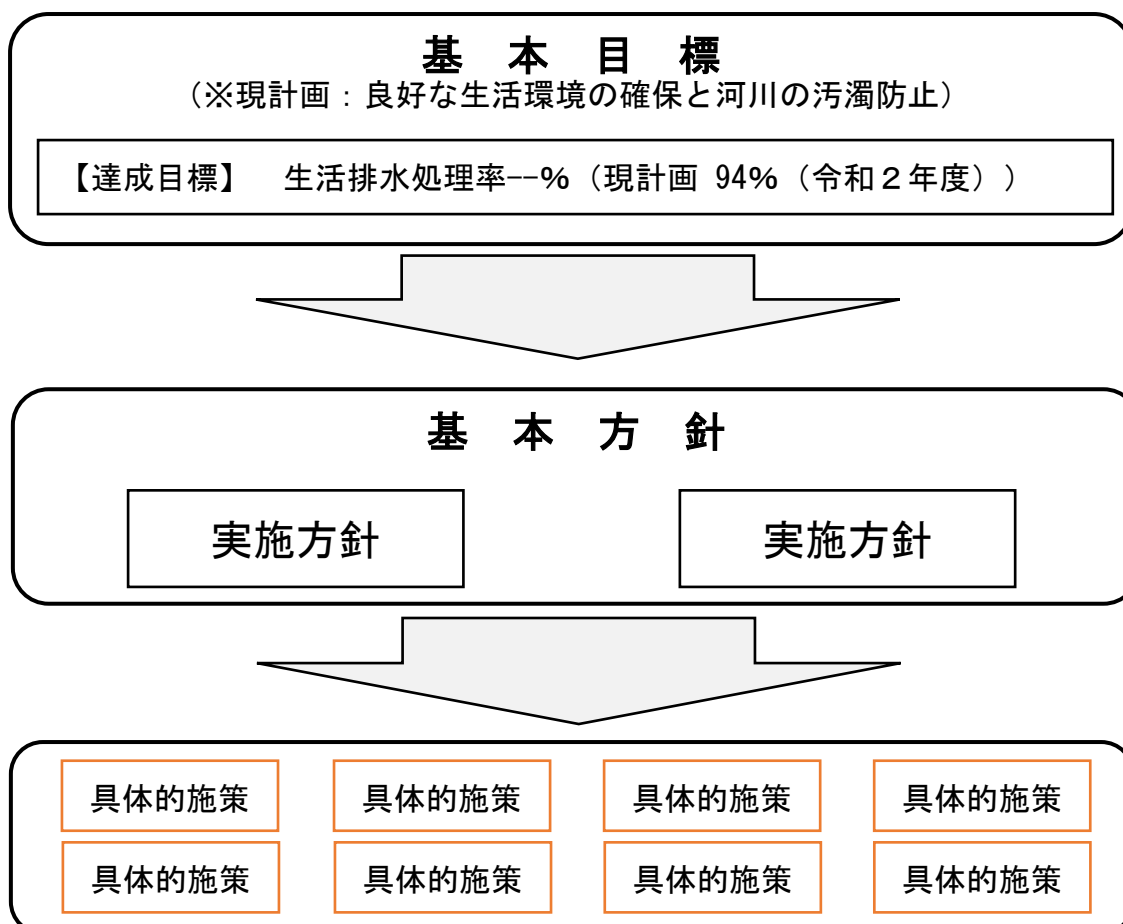 基 本 目 標
（※現計画：良好な生活環境の確保と河川の汚濁防止）
【達成目標】　生活排水処理率--％（現計画 94％（令和２年度））
基 本 方 針
実施方針　実施方針
具体的施策　具体的施策　具体的施策　具体的施策
具体的施策　具体的施策　具体的施策　具体的施策